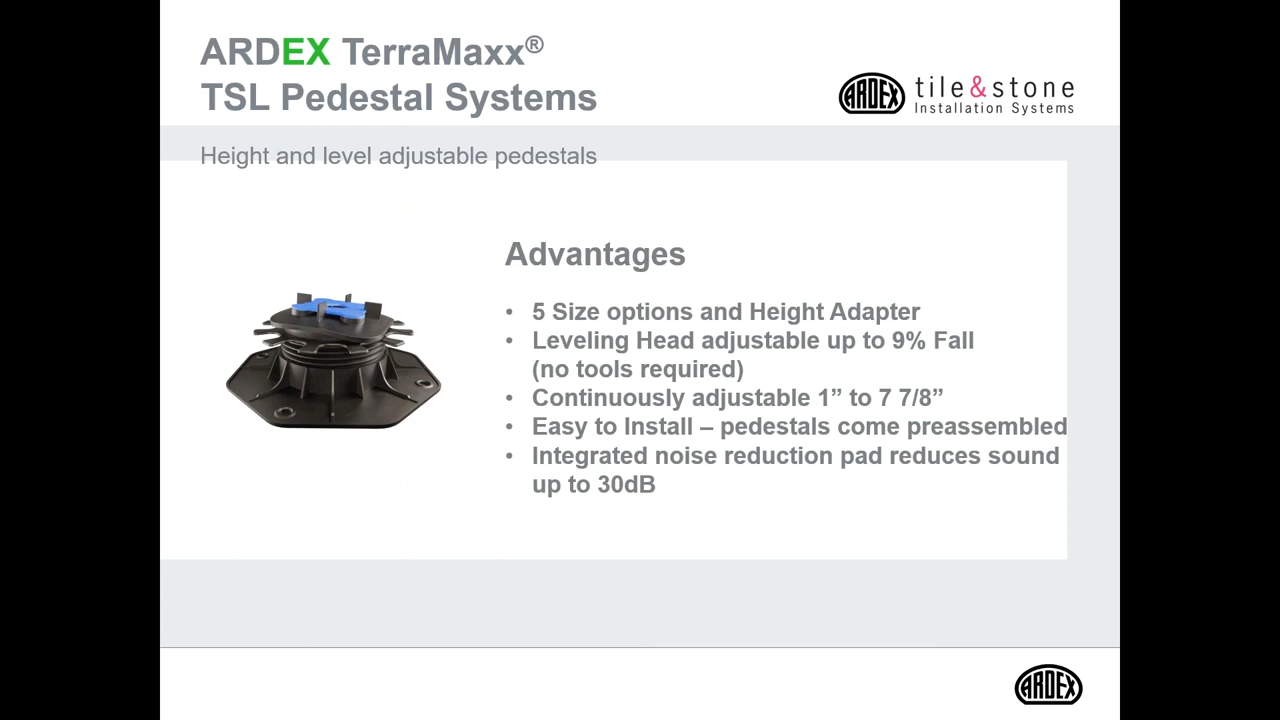 ARDEX TerraMaxx®
TSL Pedestal Systems
ARDEX
tile&stone
Installation Systems
Height and level adjustable pedestals
Advantages
• 5 Size options and Height Adapter
• Leveling Head adjustable up to 9% Fall
(no tools required)
• Continuously adjustable 1” to 7 7/8”
• Easy to Install – pedestals come preassembled
• Integrated noise reduction pad reduces sound
up to 30dB
ARDEX